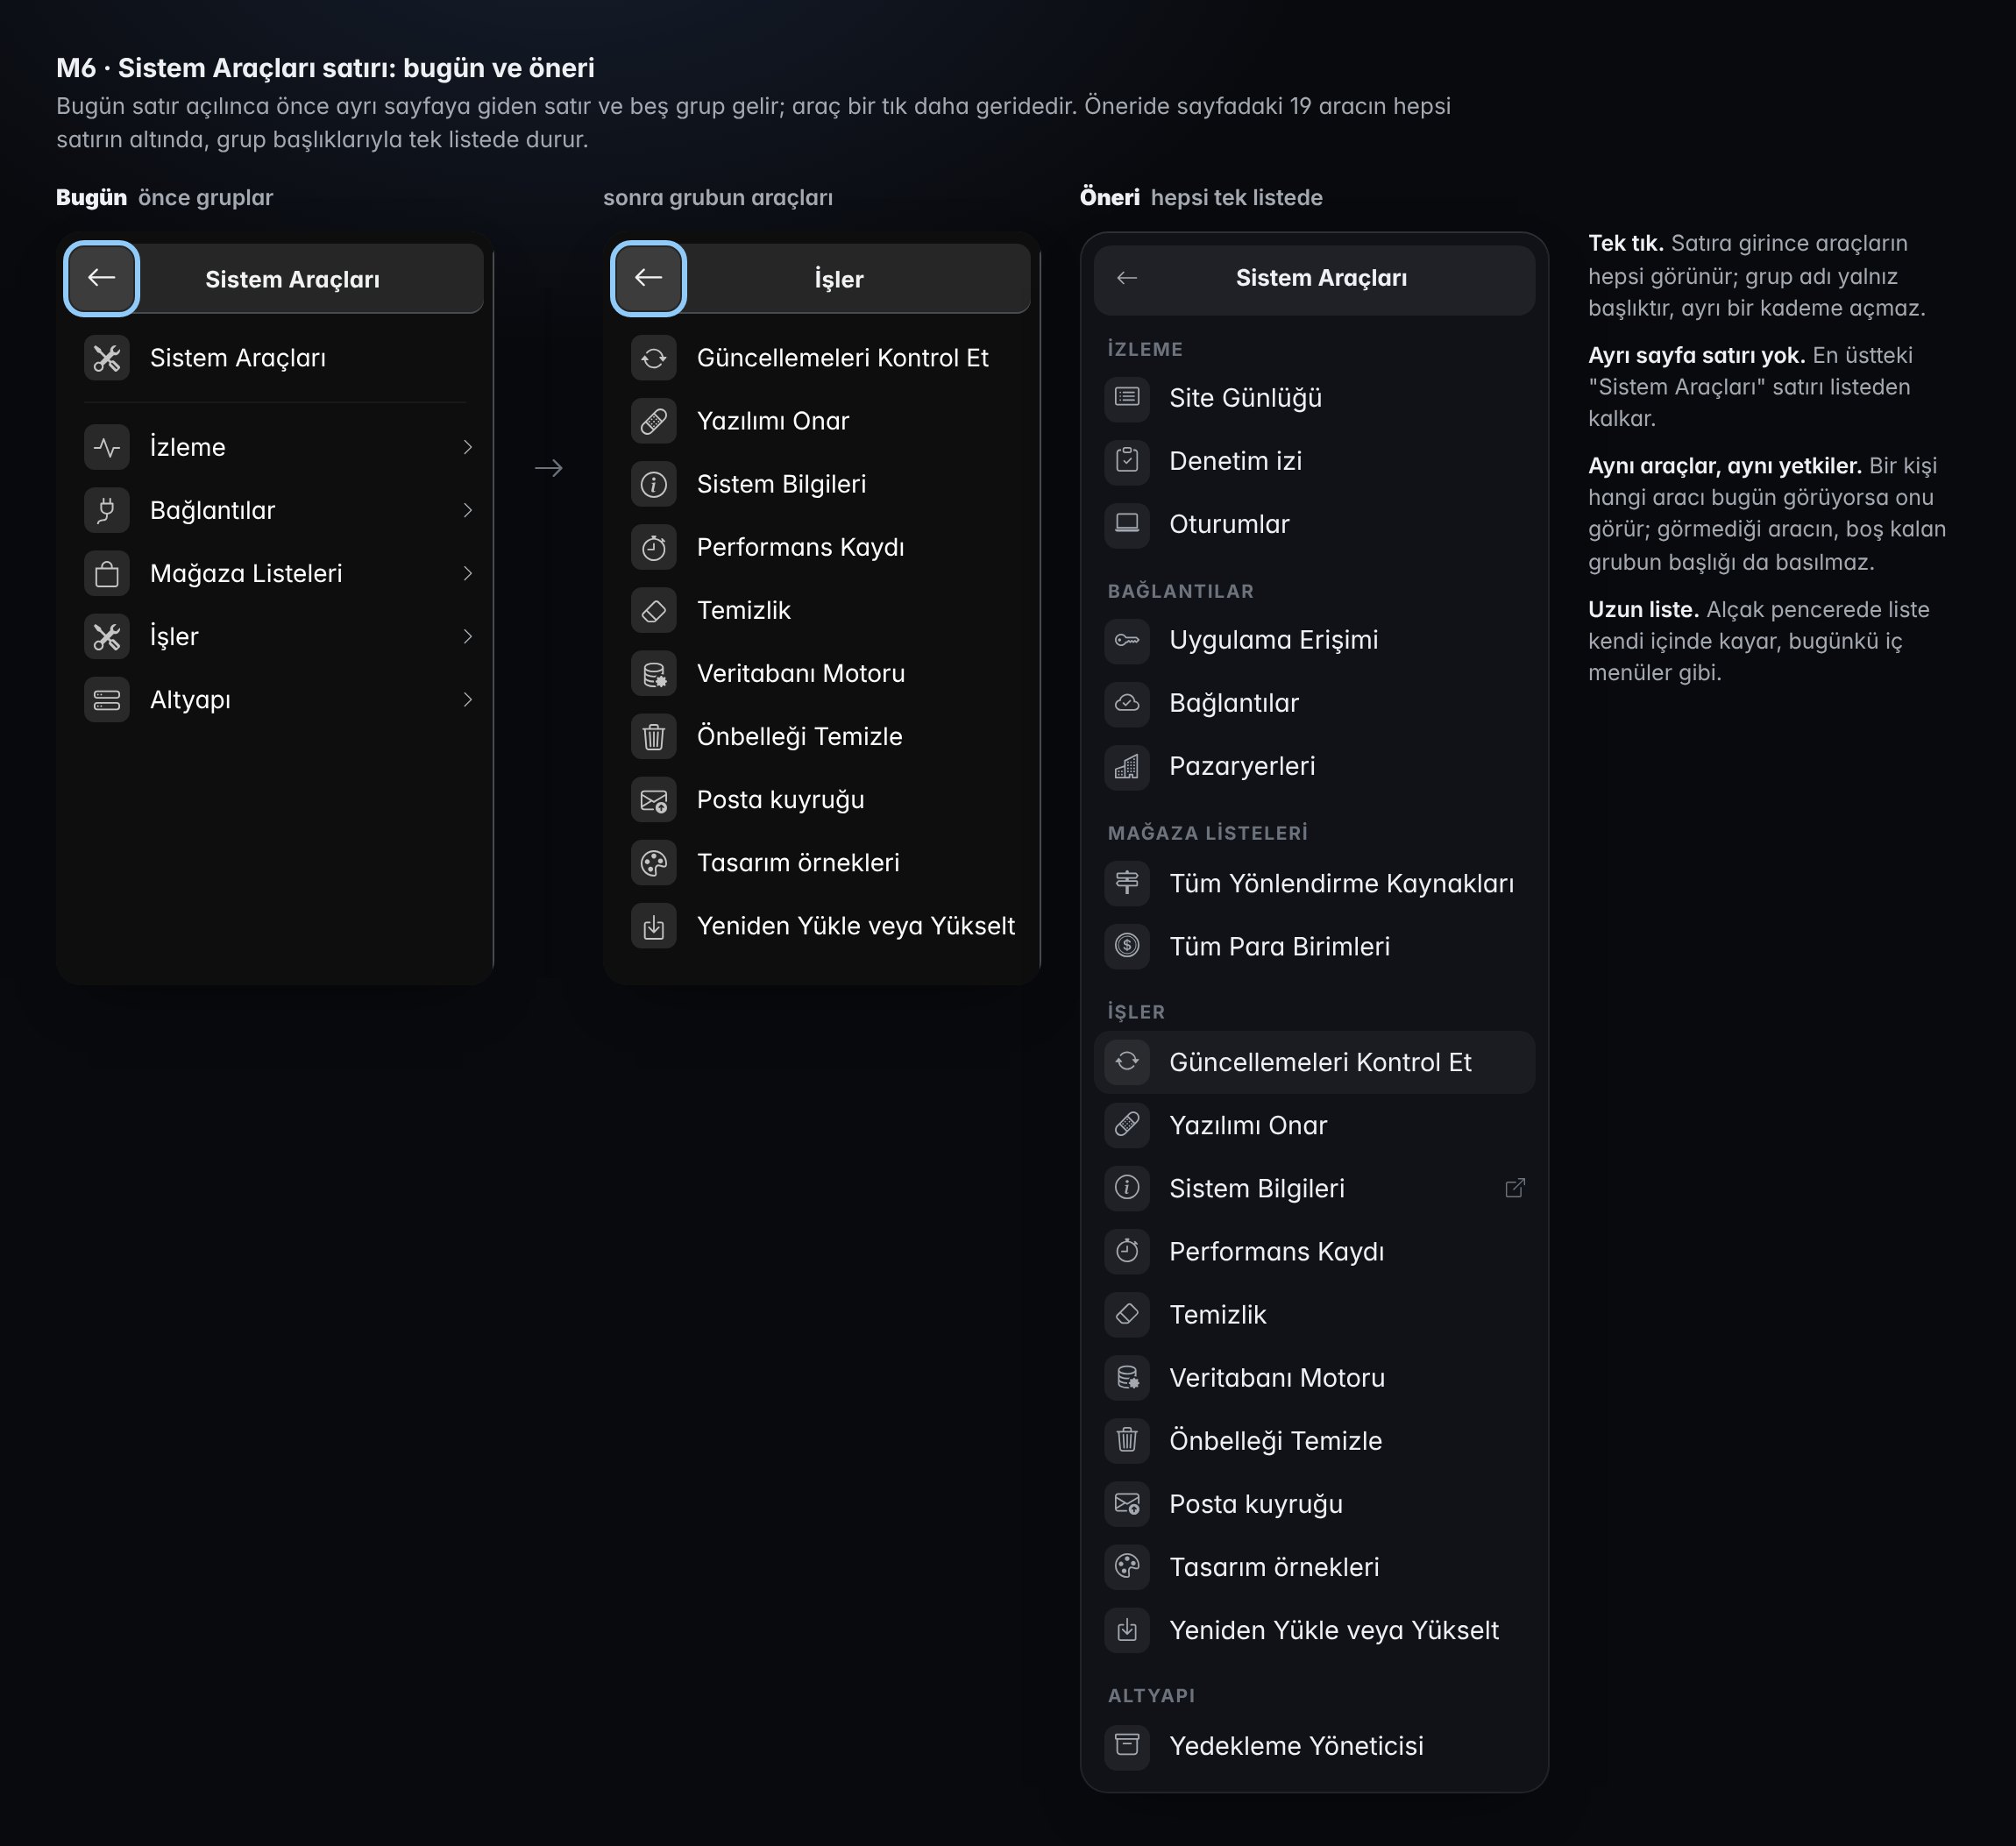 M6 · Sistem Araçları satırı: bugün ve öneri
Bugün satır açılınca önce ayrı sayfaya giden satır ve beş grup gelir; araç bir tık daha geridedir. Öneride sayfadaki 19 aracın hepsi
satırın altında, grup başlıklarıyla tek listede durur.
Bugün önce gruplar
Sistem Araçları
Sistem Araçları
İzleme
Bağlantılar
Mağaza Listeleri
İşler
Altyapı
sonra grubun araçları
İşler
Güncellemeleri Kontrol Et
Yazılımı Onar
Sistem Bilgileri
Performans Kaydı
Temizlik
Veritabanı Motoru
Önbelleği Temizle
Posta kuyruğu
Tasarım örnekleri
Yeniden Yükle veya Yükselt
Öneri hepsi tek listede
Sistem Araçları
İZLEME
Site Günlüğü
Denetim izi
Oturumlar
BAĞLANTILAR
Uygulama Erişimi
Bağlantılar
Pazaryerleri
MAĞAZA LİSTELERİ
Tüm Yönlendirme Kaynakları
Tüm Para Birimleri
İŞLER
Güncellemeleri Kontrol Et
Yazılımı Onar
Sistem Bilgileri
Performans Kaydı
Temizlik
Veritabanı Motoru
Önbelleği Temizle
Posta kuyruğu
Tasarım örnekleri
Yeniden Yükle veya Yükselt
ALTYAPI
Yedekleme Yöneticisi
Tek tık. Satıra girince araçların
hepsi görünür; grup adı yalnız
başlıktır, ayrı bir kademe açmaz.
Ayrı sayfa satırı yok. En üstteki
"Sistem Araçları" satırı listeden
kalkar.
Aynı araçlar, aynı yetkiler. Bir kişi
hangi aracı bugün görüyorsa onu
görür; görmediği aracın, boş kalan
grubun başlığı da basılmaz.
Uzun liste. Alçak pencerede liste
kendi içinde kayar, bugünkü iç
menüler gibi.